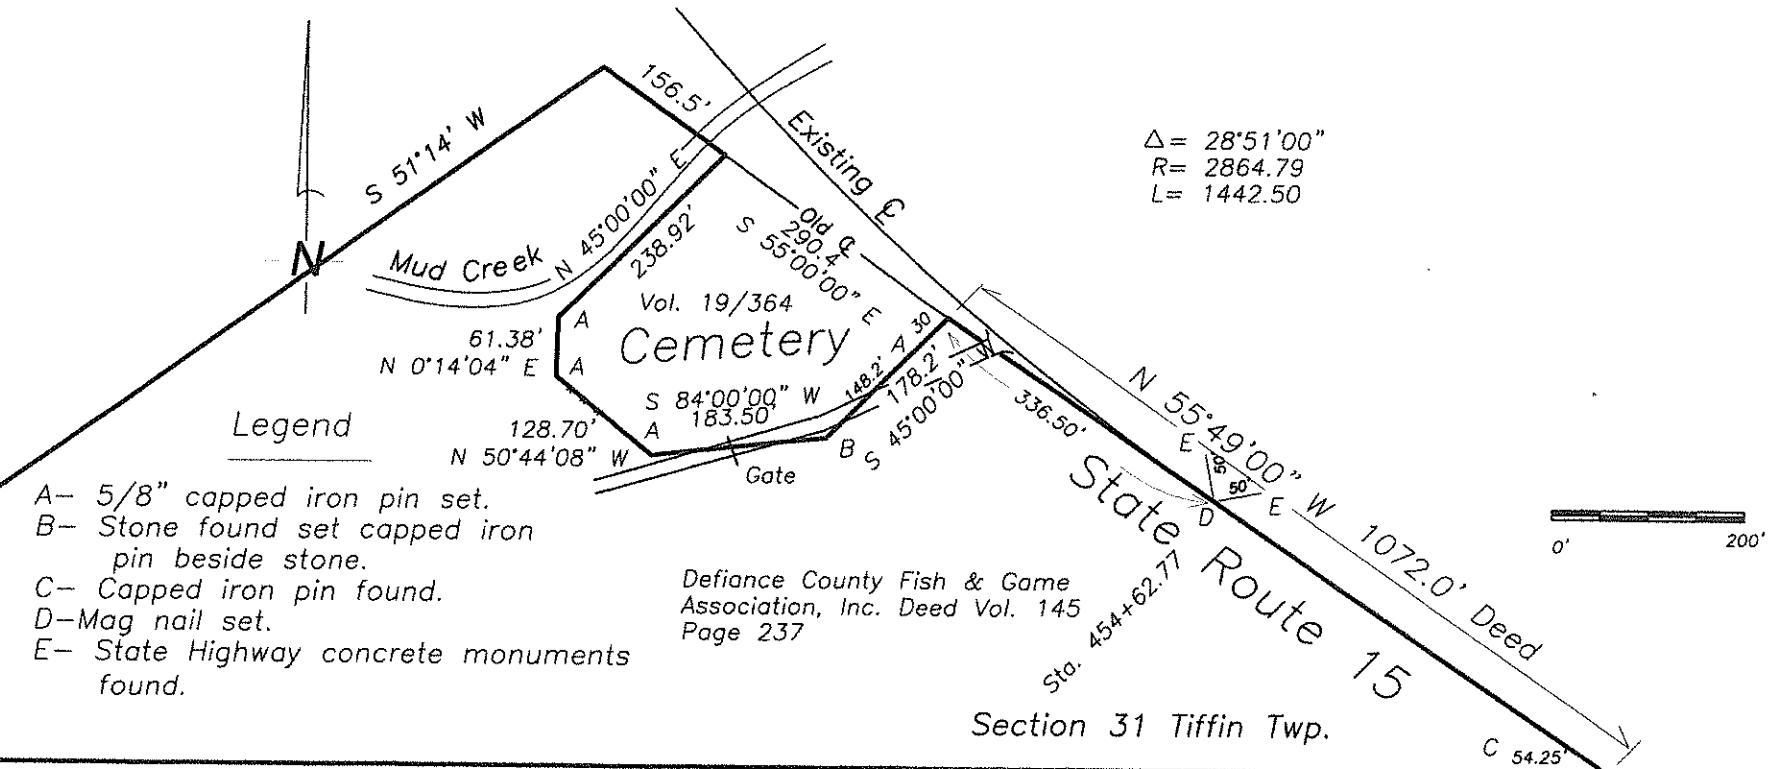 156.5'
S 51°14' W
Existing ℄
Δ= 28°51'00"
R= 2864.79
L= 1442.50
N 45°00'00" E
238.92'
Old ℄
290.4'
S 55°00'00" E
N
Mud Creek
Vol. 19/364
Cemetery
A
A
A 30
61.38'
N 0°14'04" E
148.2'
178.2'
S 45°00'00" W
336.50'
N 55°49'00" W 1072.0' Deed
S 84°00'00" W
183.50'
A
B
128.70'
N 50°44'08" W
Gate
E
50'
50'
E
D
State Route 15
Sta. 454+62.77
0' 200'
Legend
A– 5/8" capped iron pin set.
B– Stone found set capped iron
pin beside stone.
C– Capped iron pin found.
D–Mag nail set.
E– State Highway concrete monuments
found.
Defiance County Fish & Game
Association, Inc. Deed Vol. 145
Page 237
Section 31 Tiffin Twp.
C 54.25'